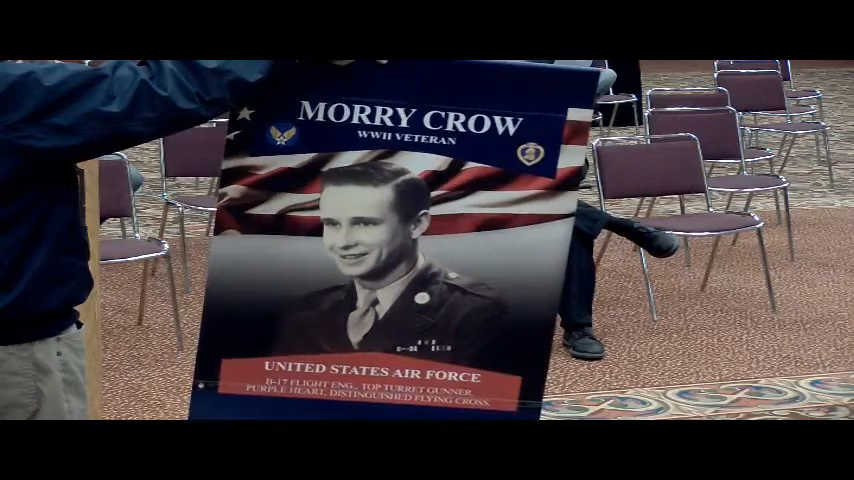 MORRY CROW
WWII VETERAN
UNITED STATES AIR FORCE
B-17 FLIGHT ENG., TOP TURRET GUNNER
PURPLE HEART, DISTINGUISHED FLYING CROSS